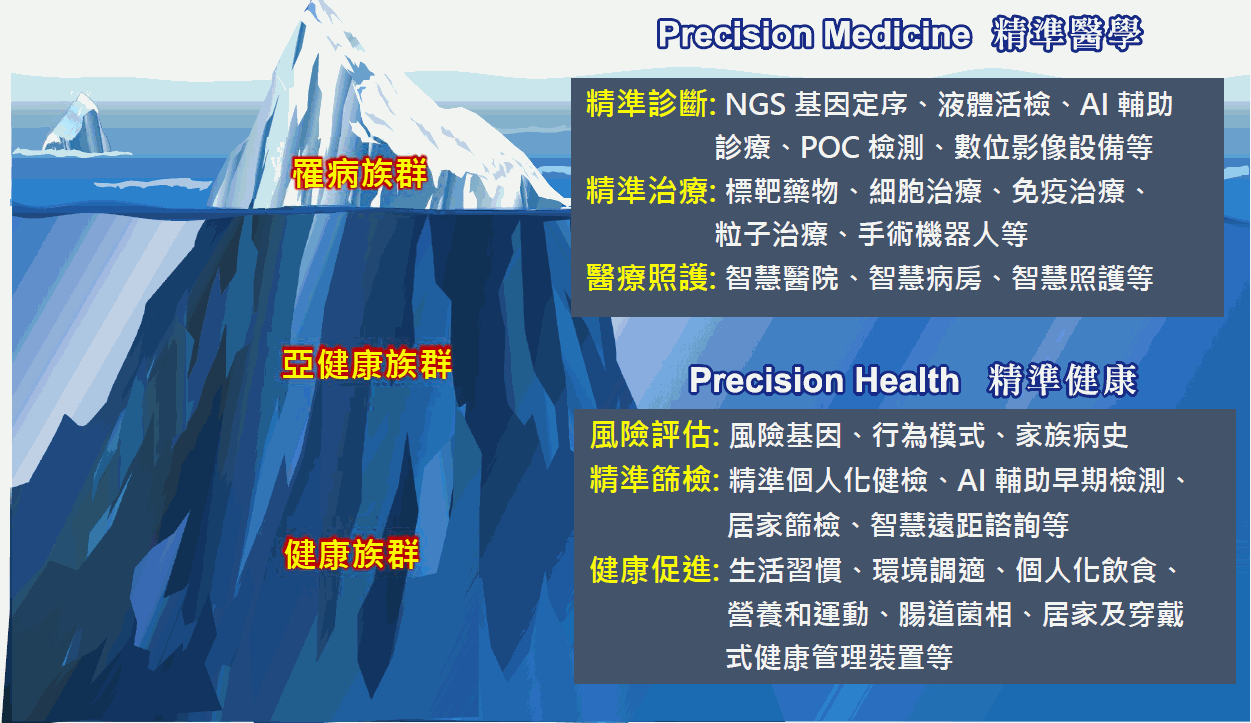 Precision Medicine 精準醫學
精準診斷: NGS 基因定序、液體活檢、AI 輔助
診療、POC 檢測、數位影像設備等
精準治療: 標靶藥物、細胞治療、免疫治療、
粒子治療、手術機器人等
醫療照護: 智慧醫院、智慧病房、智慧照護等
罹病族群
亞健康族群
健康族群
Precision Health 精準健康
風險評估: 風險基因、行為模式、家族病史
精準篩檢: 精準個人化健檢、AI 輔助早期檢測、
居家篩檢、智慧遠距諮詢等
健康促進: 生活習慣、環境調適、個人化飲食、
營養和運動、腸道菌相、居家及穿戴
式健康管理裝置等